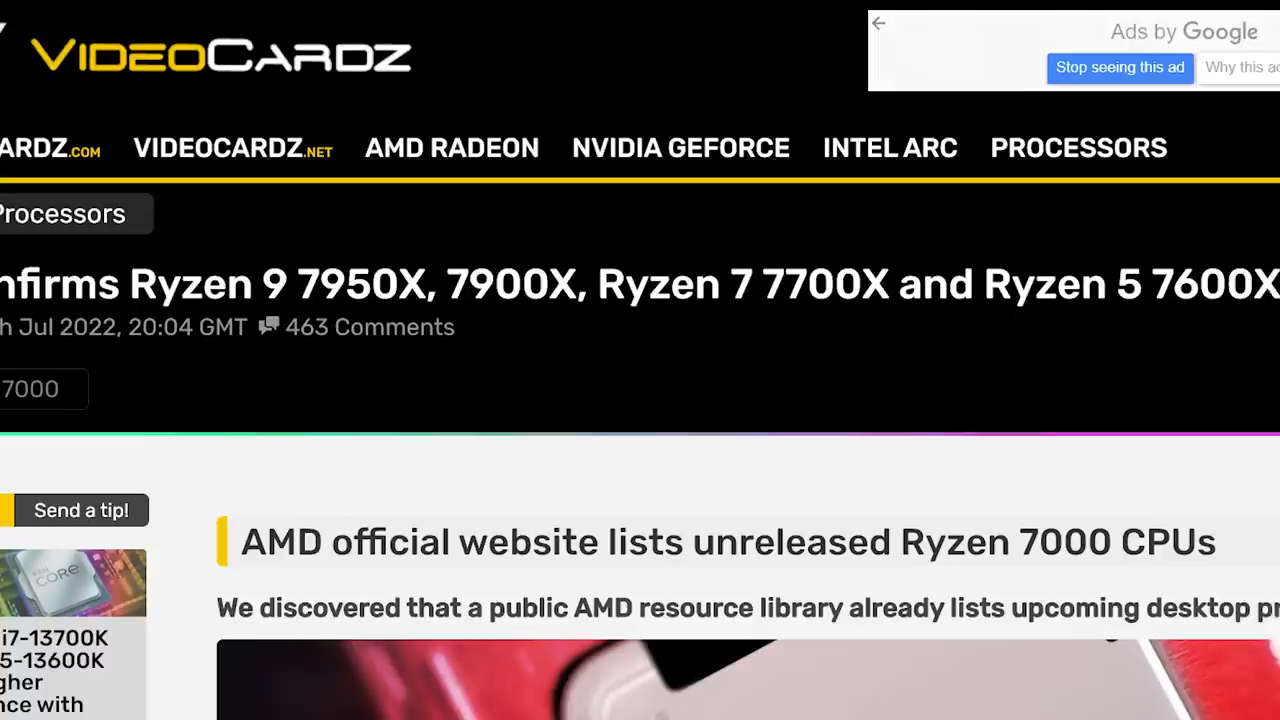 VIDEOCARDZ
Ads by Google
Stop seeing this ad
Why this ad
ARDZ.COM VIDEOCARDZ.NET AMD RADEON NVIDIA GEFORCE INTEL ARC PROCESSORS
Processors
nfirms Ryzen 9 7950X, 7900X, Ryzen 7 7700X and Ryzen 5 7600X
h Jul 2022, 20:04 GMT 463 Comments
7000
Send a tip!
AMD official website lists unreleased Ryzen 7000 CPUs
We discovered that a public AMD resource library already lists upcoming desktop pr
intel
CORE
i7-13700K
5-13600K
gher
nce with